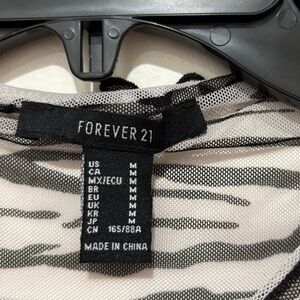 FOREVER 21
US M
CA M
MX/ECU M
BR M
EU M
UK M
KR M
JP M
CN 165/88A
MADE IN CHINA